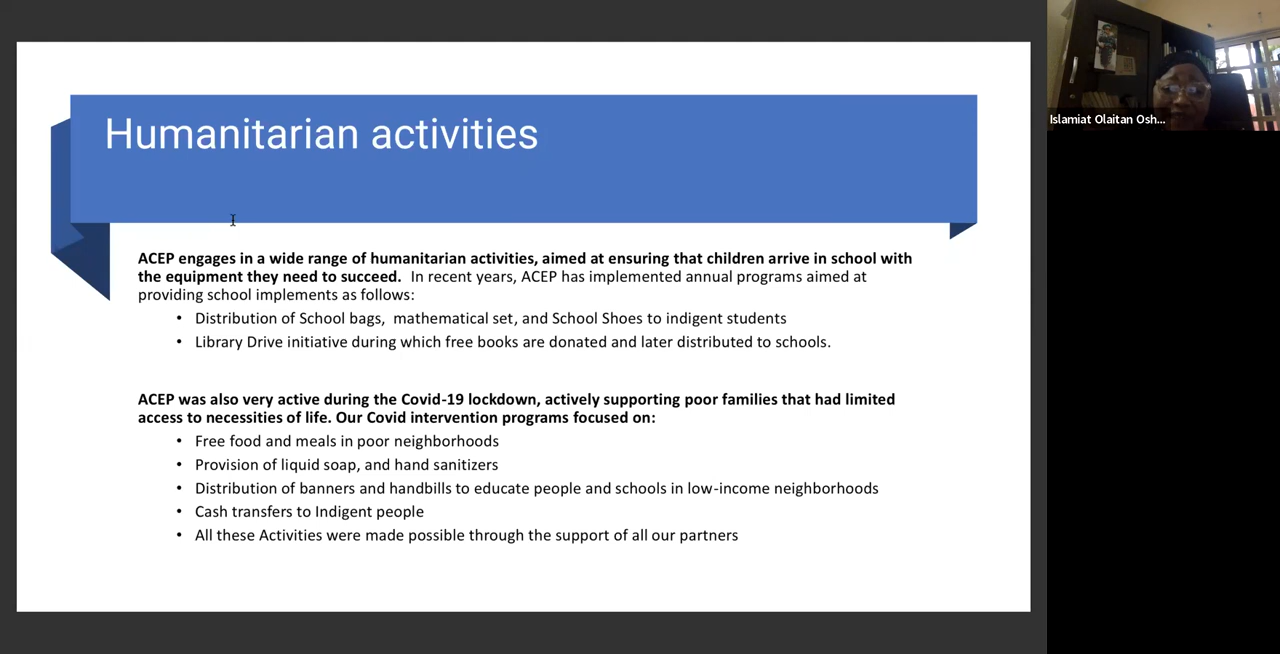 Humanitarian activities
ACEP engages in a wide range of humanitarian activities, aimed at ensuring that children arrive in school with
the equipment they need to succeed.  In recent years, ACEP has implemented annual programs aimed at
providing school implements as follows:
• Distribution of School bags,  mathematical set, and School Shoes to indigent students
• Library Drive initiative during which free books are donated and later distributed to schools.
ACEP was also very active during the Covid-19 lockdown, actively supporting poor families that had limited
access to necessities of life. Our Covid intervention programs focused on:
• Free food and meals in poor neighborhoods
• Provision of liquid soap, and hand sanitizers
• Distribution of banners and handbills to educate people and schools in low-income neighborhoods
• Cash transfers to Indigent people
• All these Activities were made possible through the support of all our partners
Islamiat Olaitan Osh...